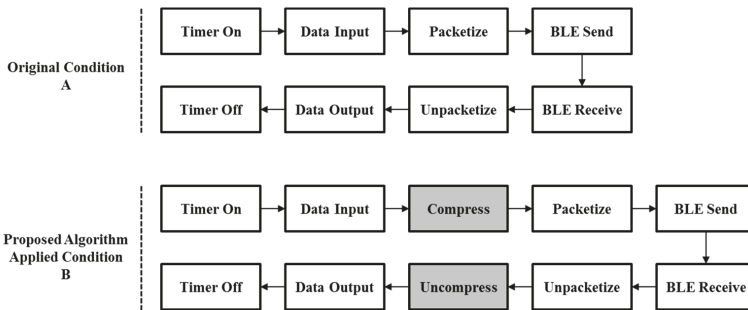 Original Condition
A
Timer On
Data Input
Packetize
BLE Send
Timer Off
Data Output
Unpacketize
BLE Receive
Proposed Algorithm
Applied Condition
B
Timer On
Data Input
Compress
Packetize
BLE Send
Timer Off
Data Output
Uncompress
Unpacketize
BLE Receive